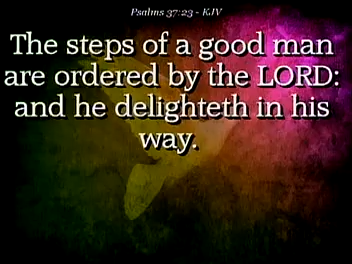 Psalms 37:23 - KJV
The steps of a good man
are ordered by the LORD:
and he delighteth in his
way.